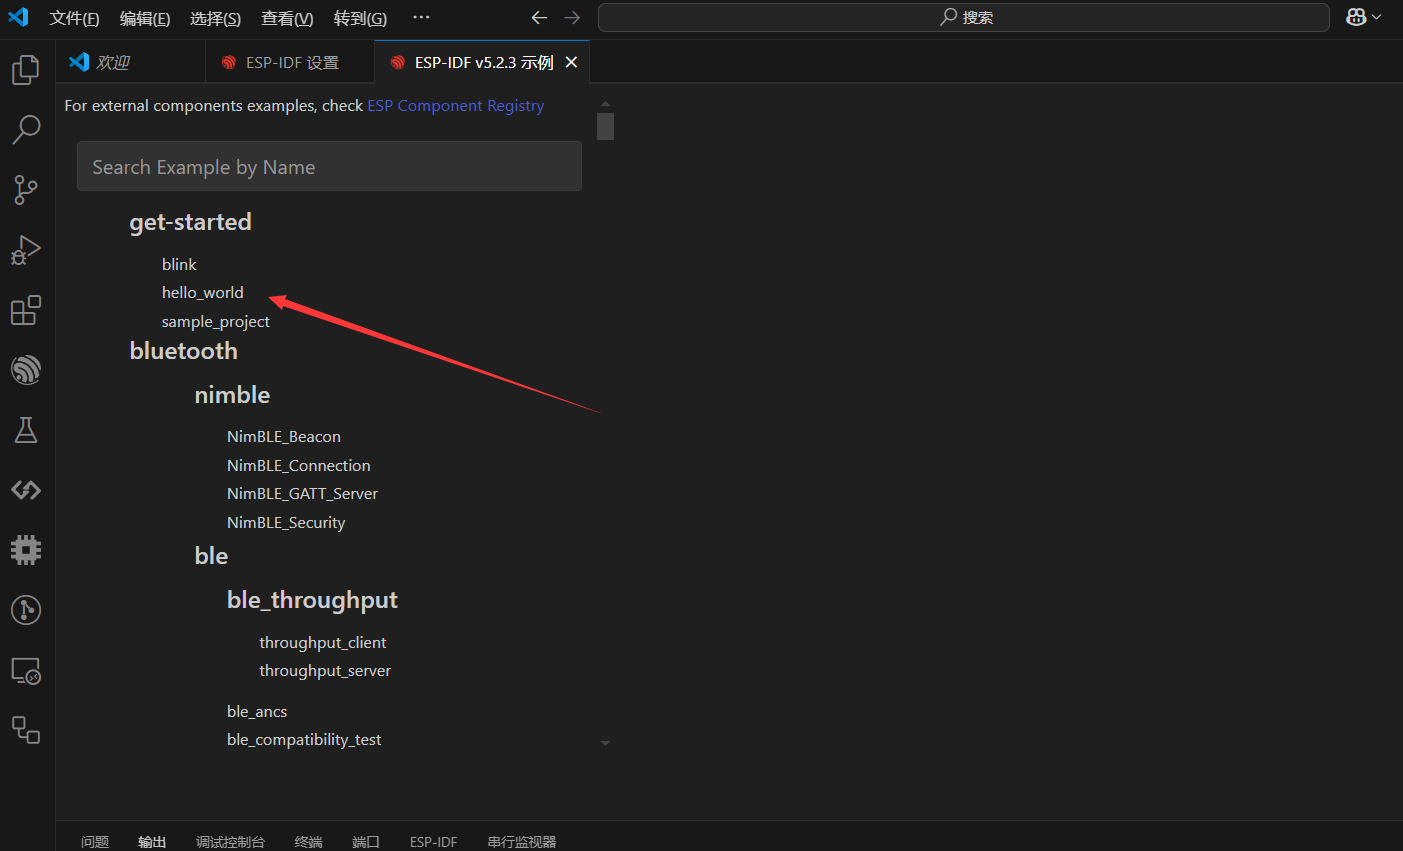 文件(F) 编辑(E) 选择(S) 查看(V) 转到(G) ··· 搜索
欢迎 ESP-IDF 设置 ESP-IDF v5.2.3 示例
For external components examples, check ESP Component Registry
Search Example by Name
get-started
blink
hello_world
sample_project
bluetooth
nimble
NimBLE_Beacon
NimBLE_Connection
NimBLE_GATT_Server
NimBLE_Security
ble
ble_throughput
throughput_client
throughput_server
ble_ancs
ble_compatibility_test
问题 输出 调试控制台 终端 端口 ESP-IDF 串行监视器